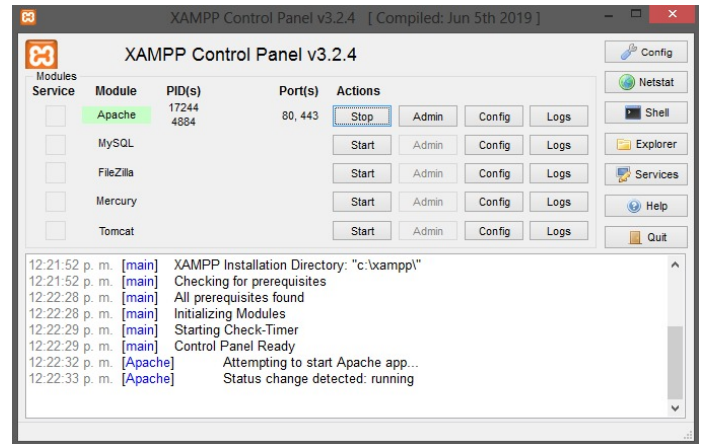 XAMPP Control Panel v3.2.4 [ Compiled: Jun 5th 2019 ]
XAMPP Control Panel v3.2.4
Config
Modules
Service Module PID(s) Port(s) Actions
Netstat
Apache 17244 4884 80, 443 Stop Admin Config Logs
Shell
MySQL Start Admin Config Logs
Explorer
FileZilla Start Admin Config Logs
Services
Mercury Start Admin Config Logs
Help
Tomcat Start Admin Config Logs
Quit
12:21:52 p. m. [main] XAMPP Installation Directory: "c:\xampp\"
12:21:52 p. m. [main] Checking for prerequisites
12:22:28 p. m. [main] All prerequisites found
12:22:28 p. m. [main] Initializing Modules
12:22:29 p. m. [main] Starting Check-Timer
12:22:29 p. m. [main] Control Panel Ready
12:22:32 p. m. [Apache] Attempting to start Apache app...
12:22:33 p. m. [Apache] Status change detected: running